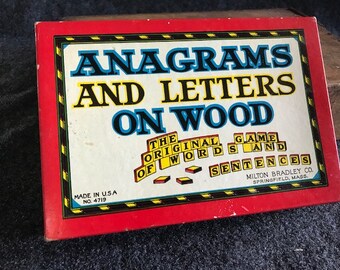 ANAGRAMS
AND LETTERS
ON WOOD
THE ORIGINAL GAME
OF WORDS AND
SENTENCES
MADE IN U.S.A
NO. 4719
MILTON BRADLEY CO.
SPRINGFIELD, MASS.